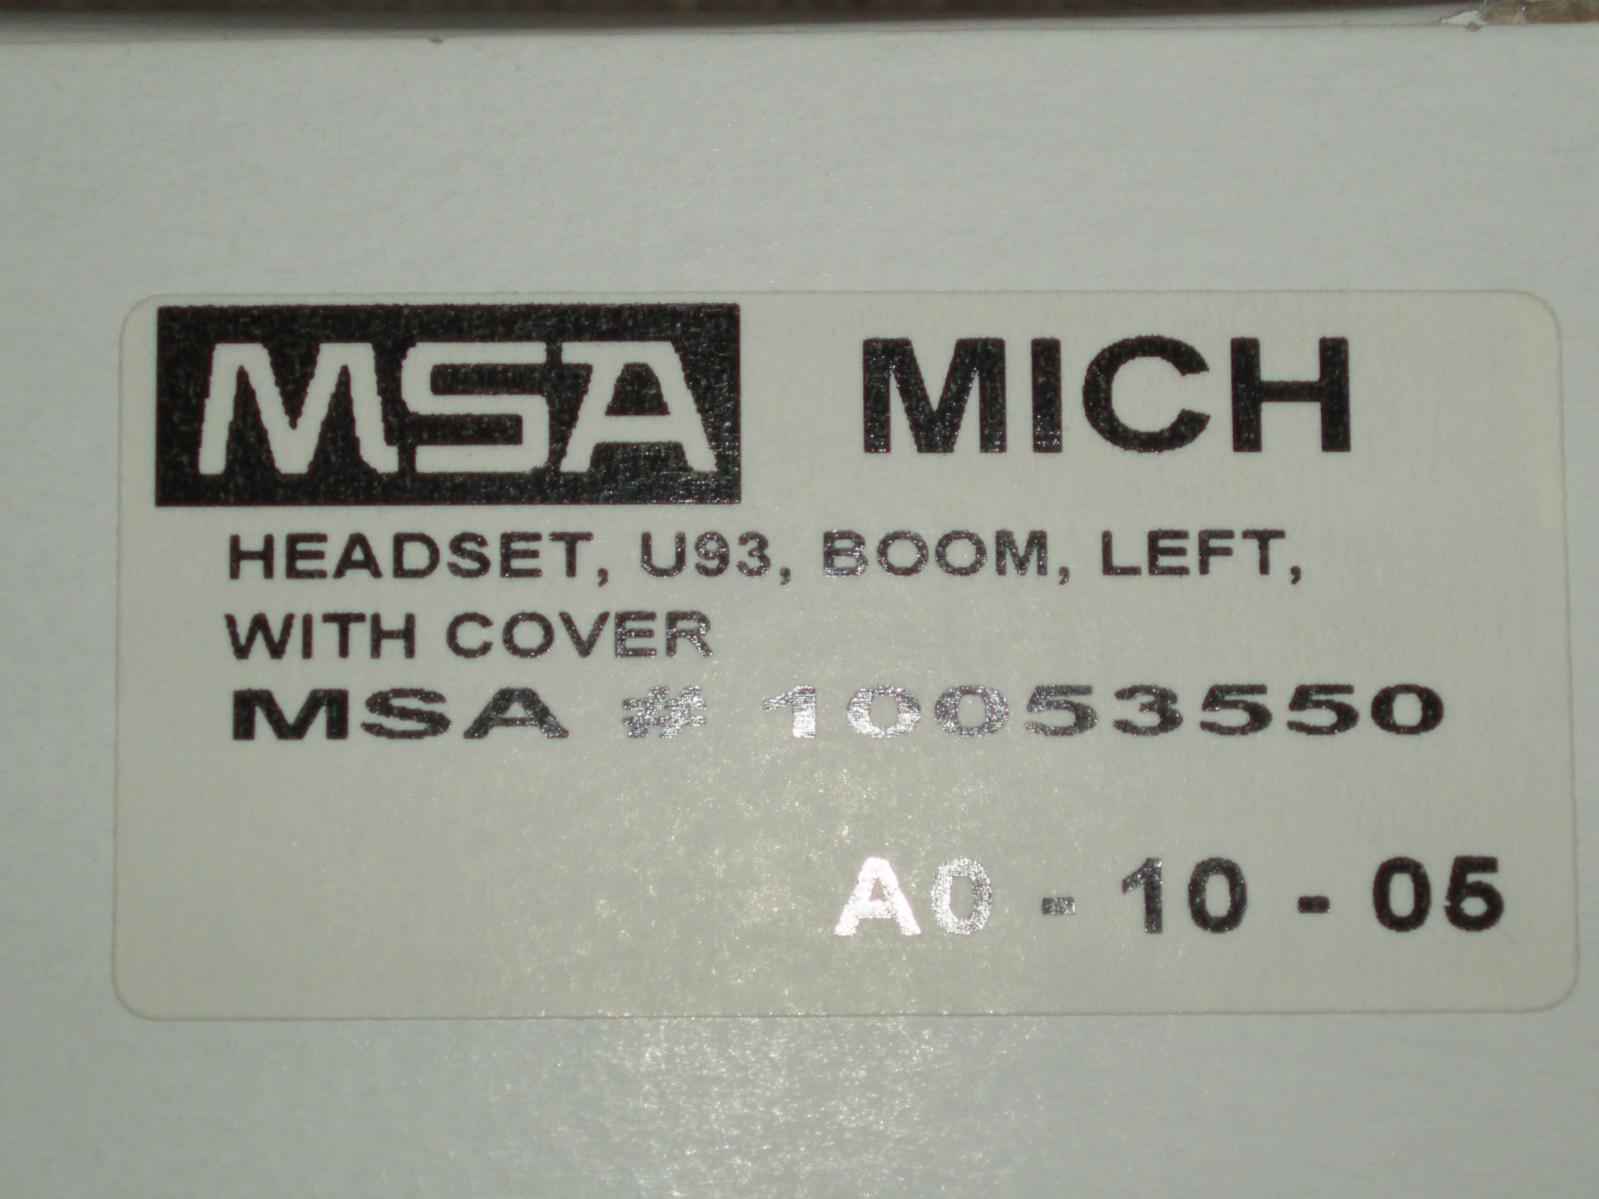 MSA MICH
HEADSET, U93, BOOM, LEFT,
WITH COVER
MSA # 10053550
A0 - 10 - 05